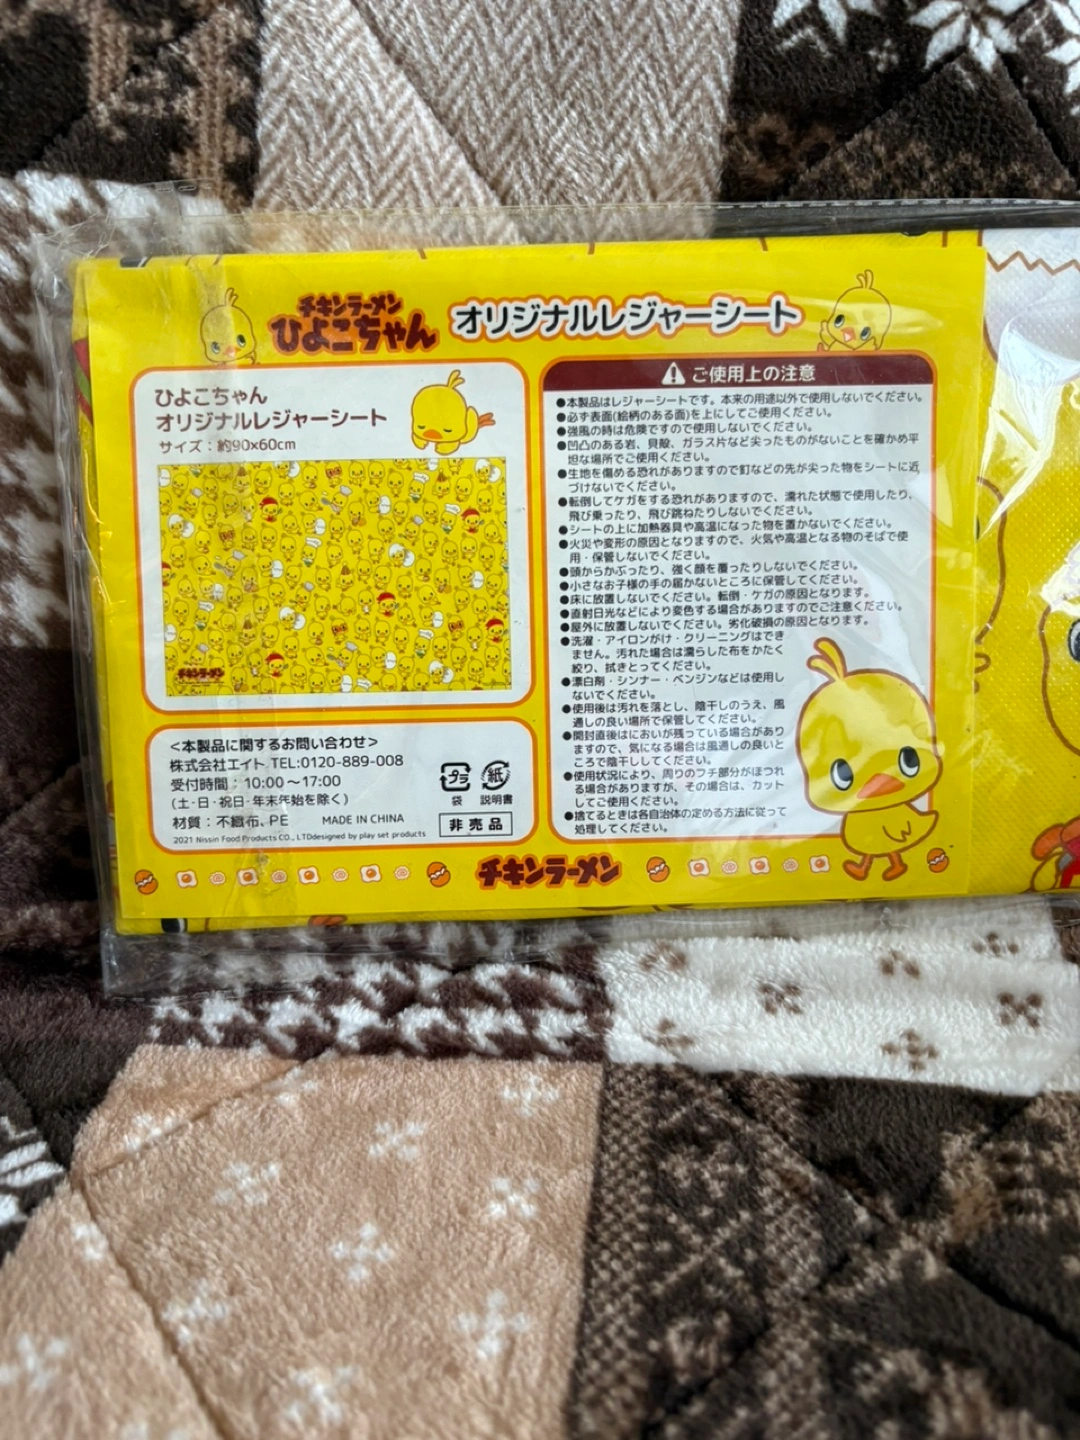 チキンラーメン
ひよこちゃん
オリジナルレジャーシート
ひよこちゃん
オリジナルレジャーシート
サイズ：約90×60cm
チキンラーメン
<本製品に関するお問い合わせ>
株式会社エイト TEL:0120-889-008
受付時間：10:00～17:00
(土・日・祝日・年末年始を除く)
材質：不織布、PE MADE IN CHINA
2021 Nissin Food Products CO., LTDdesigned by play set products
プラ
袋
紙
説明書
非売品
ご使用上の注意
●本製品はレジャーシートです。本来の用途以外で使用しないでください。
●必ず表面(絵柄のある面)を上にしてご使用ください。
●強風の時は危険ですので使用しないでください。
●凹凸のある岩、貝殻、ガラス片など尖ったものがないことを確かめ平
坦な場所でご使用ください。
●生地を傷める恐れがありますので釘などの先が尖った物をシートに近
づけないでください。
●転倒してケガをする恐れがありますので、濡れた状態で使用したり、
飛び乗ったり、飛び跳ねたりしないでください。
●シートの上に加熱器具や高温になった物を置かないでください。
●火災や変形の原因となりますので、火気や高温となる物のそばで使
用・保管しないでください。
●頭からかぶったり、強く顔を覆ったりしないでください。
●小さなお子様の手の届かないところに保管してください。
●床に放置しないでください。転倒・ケガの原因となります。
●直射日光などにより変色する場合がありますのでご注意ください。
●屋外に放置しないでください。劣化破損の原因となります。
●洗濯・アイロンがけ・クリーニングはでき
ません。汚れた場合は濡らした布をかたく
絞り、拭きとってください。
●漂白剤・シンナー・ベンジンなどは使用し
ないでください。
●使用後は汚れを落とし、陰干しのうえ、風
通しの良い場所で保管してください。
●開封直後はにおいが残っている場合があり
ますので、気になる場合は風通しの良いと
ころで陰干ししてください。
●使用状況により、周りのフチ部分がほつれ
る場合がありますが、その場合は、カット
してご使用ください。
●捨てるときは各自治体の定める方法に従って
処理してください。
チキンラーメン